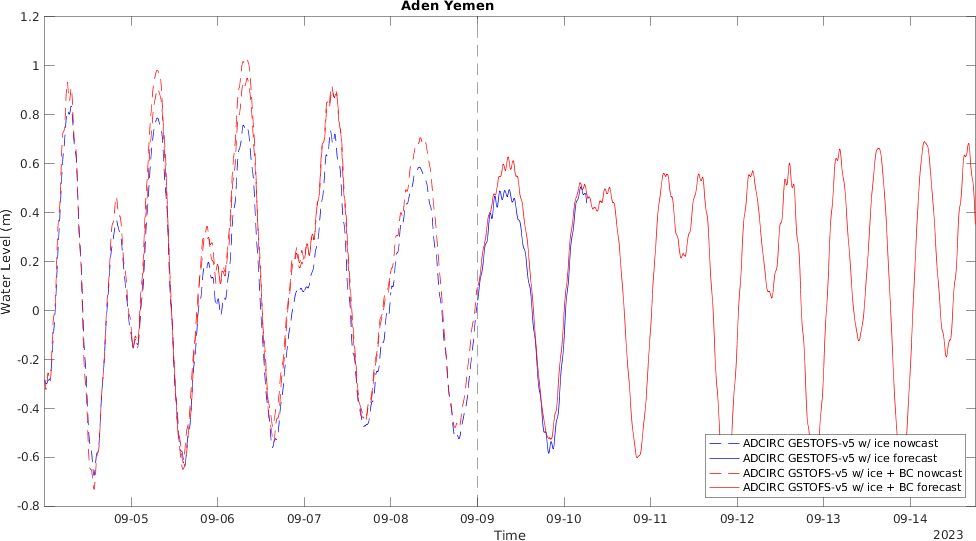 Aden Yemen
1.2
1
0.8
0.6
0.4
0.2
0
-0.2
-0.4
-0.6
-0.8
Water Level (m)
09-05 09-06 09-07 09-08 09-09 09-10 09-11 09-12 09-13 09-14
Time
2023
ADCIRC GESTOFS-v5 w/ ice nowcast
ADCIRC GESTOFS-v5 w/ ice forecast
ADCIRC GSTOFS-v5 w/ ice + BC nowcast
ADCIRC GSTOFS-v5 w/ ice + BC forecast